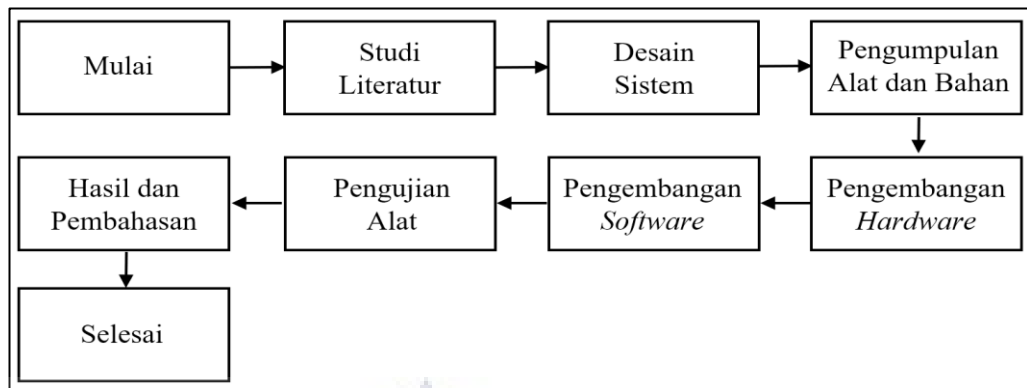 Mulai
Studi
Literatur
Desain
Sistem
Pengumpulan
Alat dan Bahan
Pengembangan
Hardware
Pengembangan
Software
Pengujian
Alat
Hasil dan
Pembahasan
Selesai